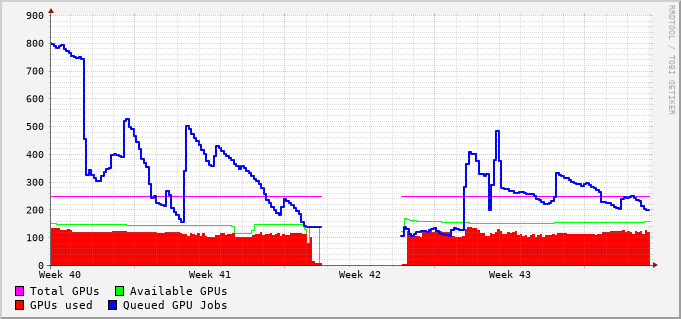 900
800
700
600
500
400
300
200
100
0
Week 40 Week 41 Week 42 Week 43
Total GPUs Available GPUs
GPUs used Queued GPU Jobs
RRDTOOL / TOBI OETIKER